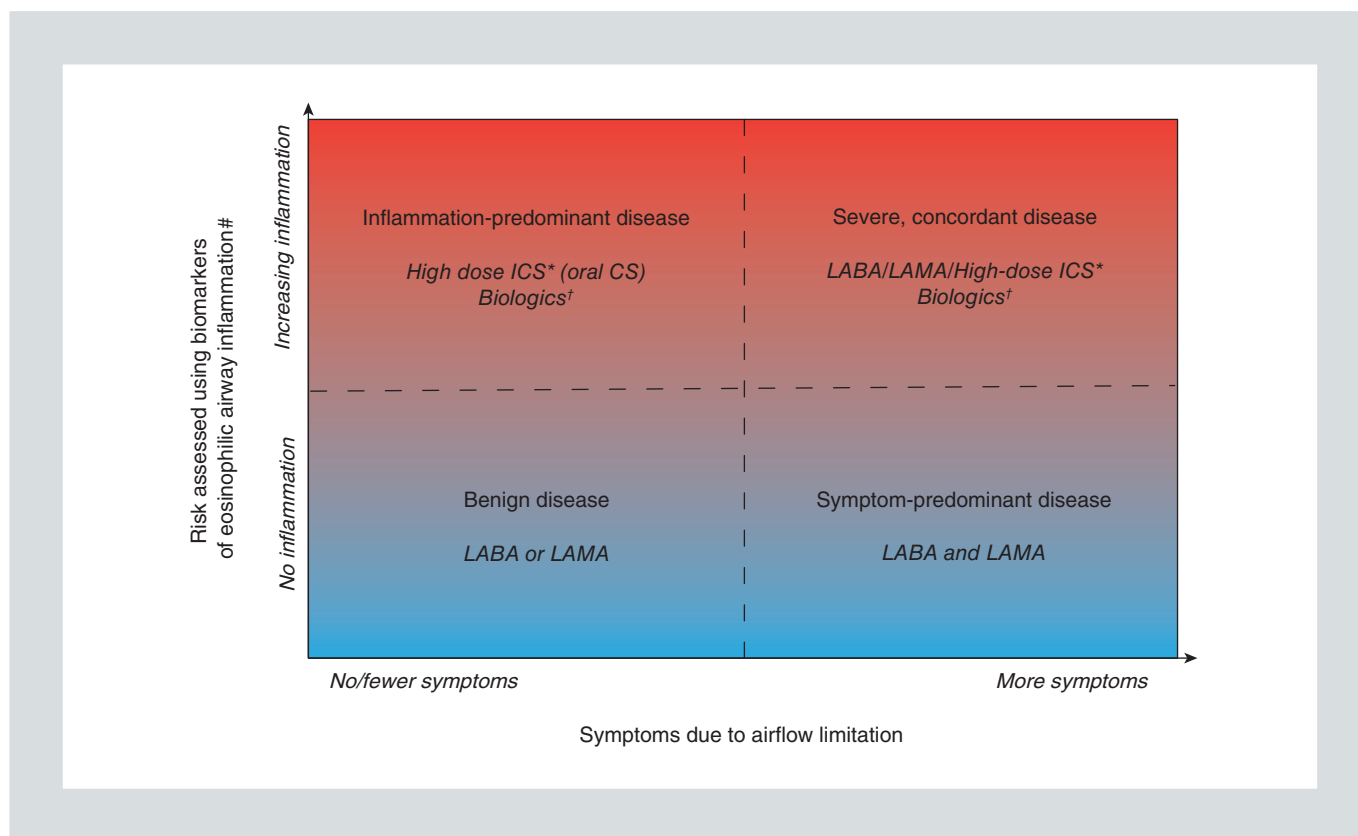 Risk assessed using biomarkers
of eosinophilic airway inflammation#
Increasing inflammation
No inflammation
Inflammation-predominant disease
High dose ICS* (oral CS)
Biologics†
Severe, concordant disease
LABA/LAMA/High-dose ICS*
Biologics†
Benign disease
LABA or LAMA
Symptom-predominant disease
LABA and LAMA
No/fewer symptoms
More symptoms
Symptoms due to airflow limitation